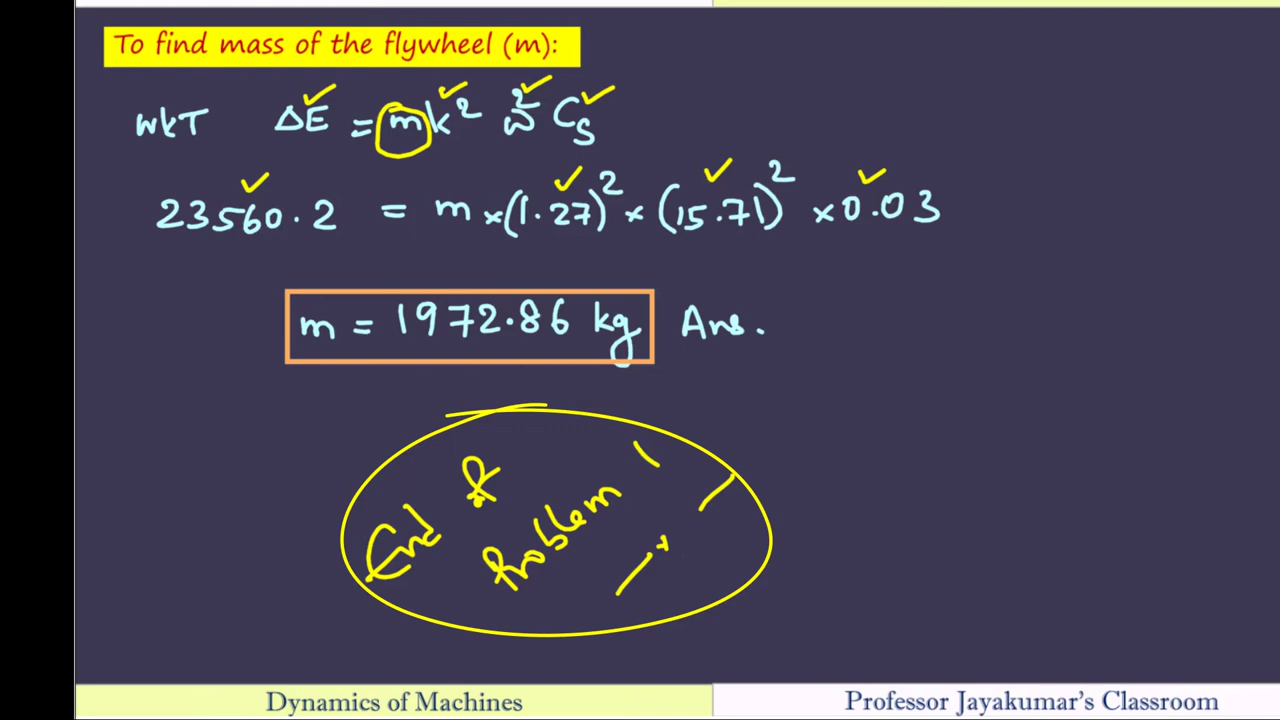 To find mass of the flywheel (m):
WKT ΔE = mk² ω² Cs
23560.2 = m × (1.27)² × (15.71)² × 0.03
m = 1972.86 kg Ans.
End of
Problem
Dynamics of Machines
Professor Jayakumar's Classroom